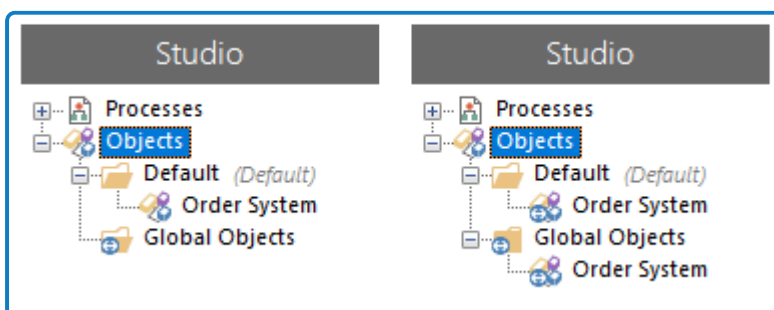 Studio
Processes
Objects
Default (Default)
Order System
Global Objects
Studio
Processes
Objects
Default (Default)
Order System
Global Objects
Order System